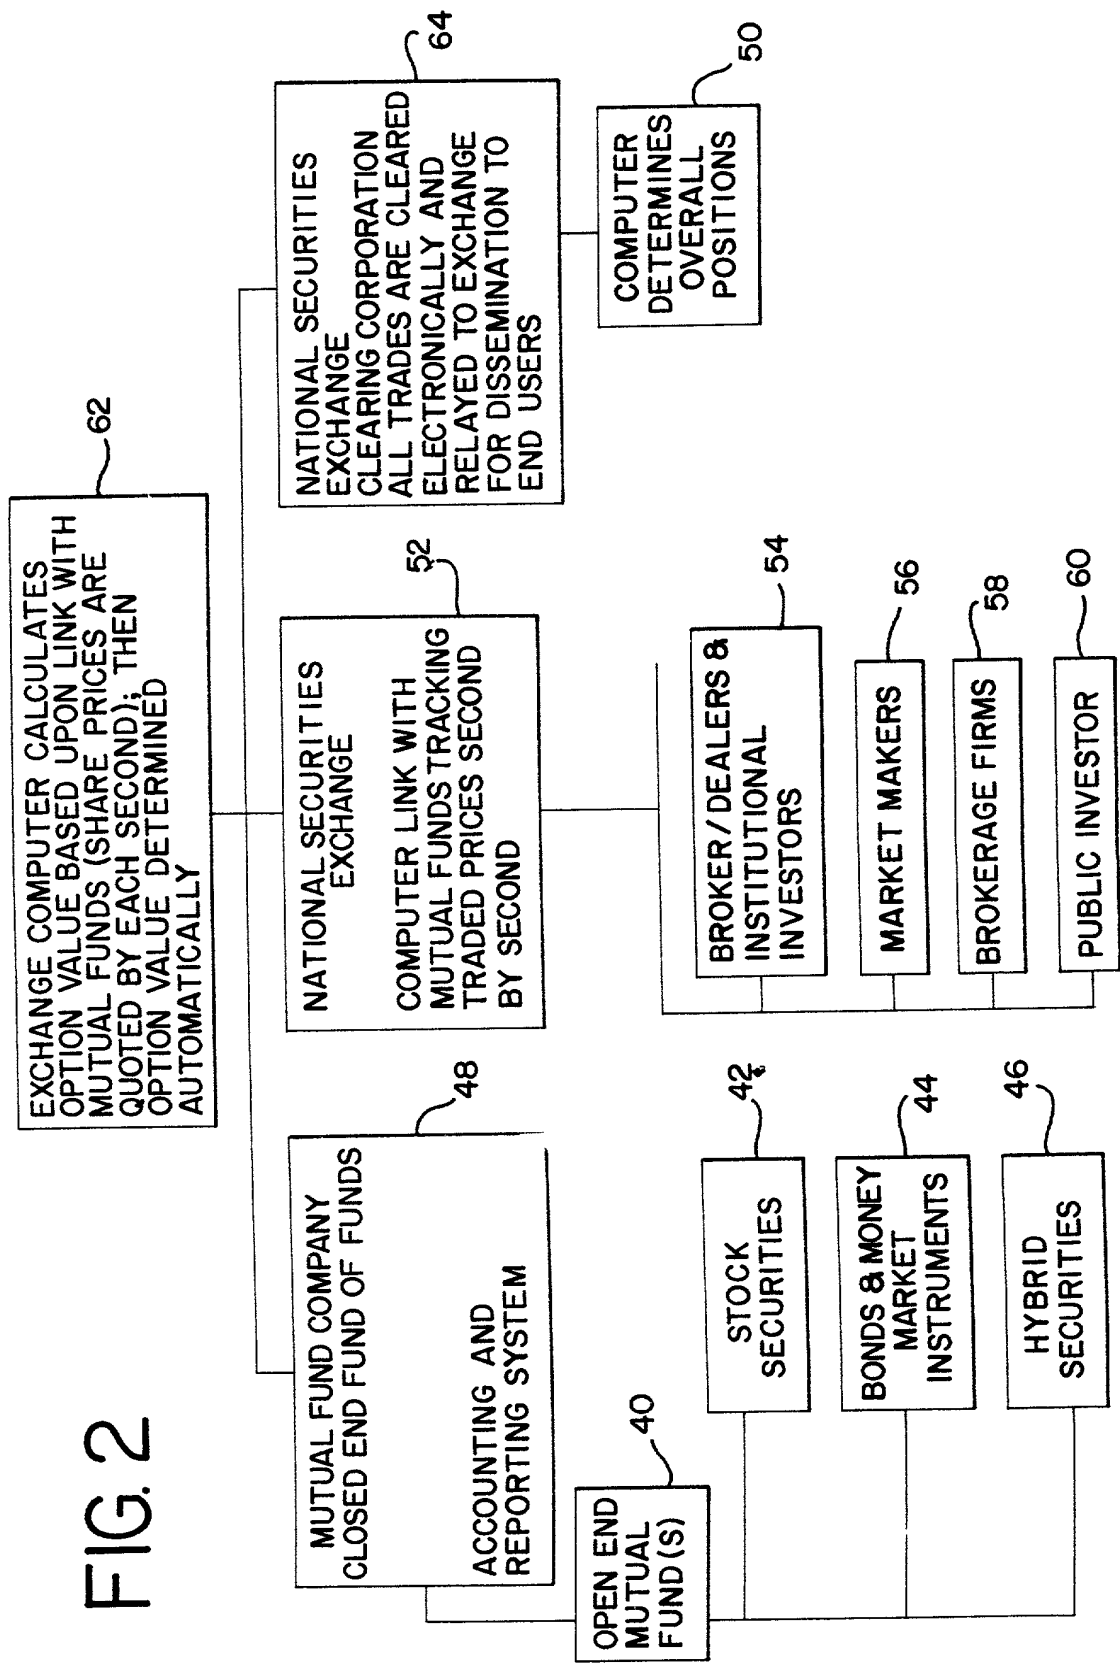 FIG. 2
EXCHANGE COMPUTER CALCULATES
OPTION VALUE BASED UPON LINK WITH
MUTUAL FUNDS (SHARE PRICES ARE
QUOTED BY EACH SECOND); THEN
OPTION VALUE DETERMINED
AUTOMATICALLY
62
MUTUAL FUND COMPANY
CLOSED END FUND OF FUNDS
ACCOUNTING AND
REPORTING SYSTEM
48
NATIONAL SECURITIES
EXCHANGE
COMPUTER LINK WITH
MUTUAL FUNDS TRACKING
TRADED PRICES SECOND
BY SECOND
52
NATIONAL SECURITIES
EXCHANGE
CLEARING CORPORATION
ALL TRADES ARE CLEARED
ELECTRONICALLY AND
RELAYED TO EXCHANGE
FOR DISSEMINATION TO
END USERS
64
OPEN END
MUTUAL
FUND(S)
40
STOCK
SECURITIES
42
BONDS & MONEY
MARKET
INSTRUMENTS
44
HYBRID
SECURITIES
46
BROKER/DEALERS &
INSTITUTIONAL
INVESTORS
54
MARKET MAKERS
56
BROKERAGE FIRMS
58
PUBLIC INVESTOR
60
COMPUTER
DETERMINES
OVERALL
POSITIONS
50